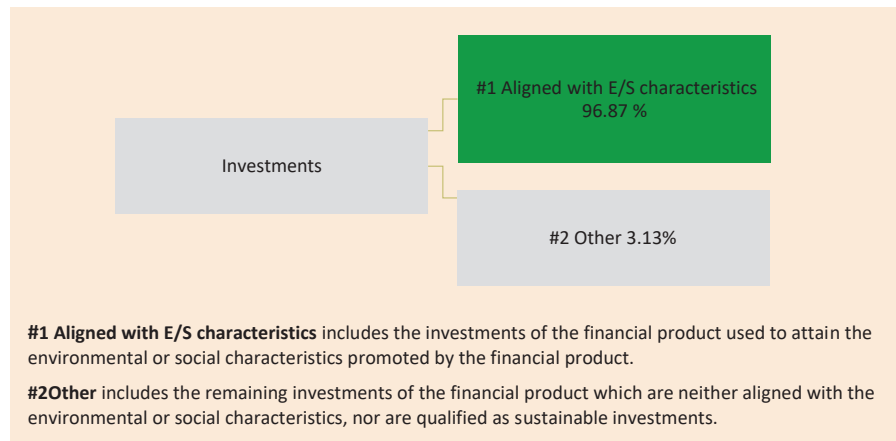 #1 Aligned with E/S characteristics
96.87 %
Investments
#2 Other 3.13%
#1 Aligned with E/S characteristics includes the investments of the financial product used to attain the
environmental or social characteristics promoted by the financial product.
#2Other includes the remaining investments of the financial product which are neither aligned with the
environmental or social characteristics, nor are qualified as sustainable investments.